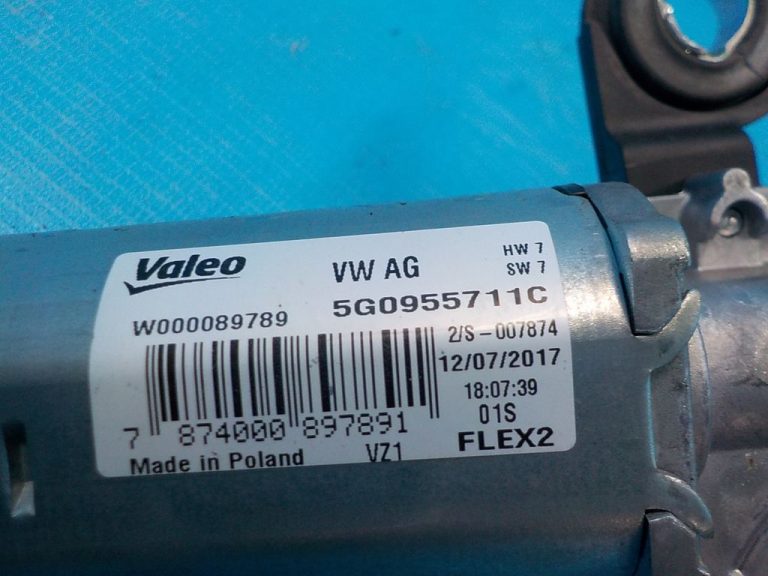 Valeo
VW AG
HW 7
SW 7
W000089789
5G0955711C
2/S-007874
12/07/2017
18:07:39
01S
7 874000 897891
Made in Poland
VZ1
FLEX2